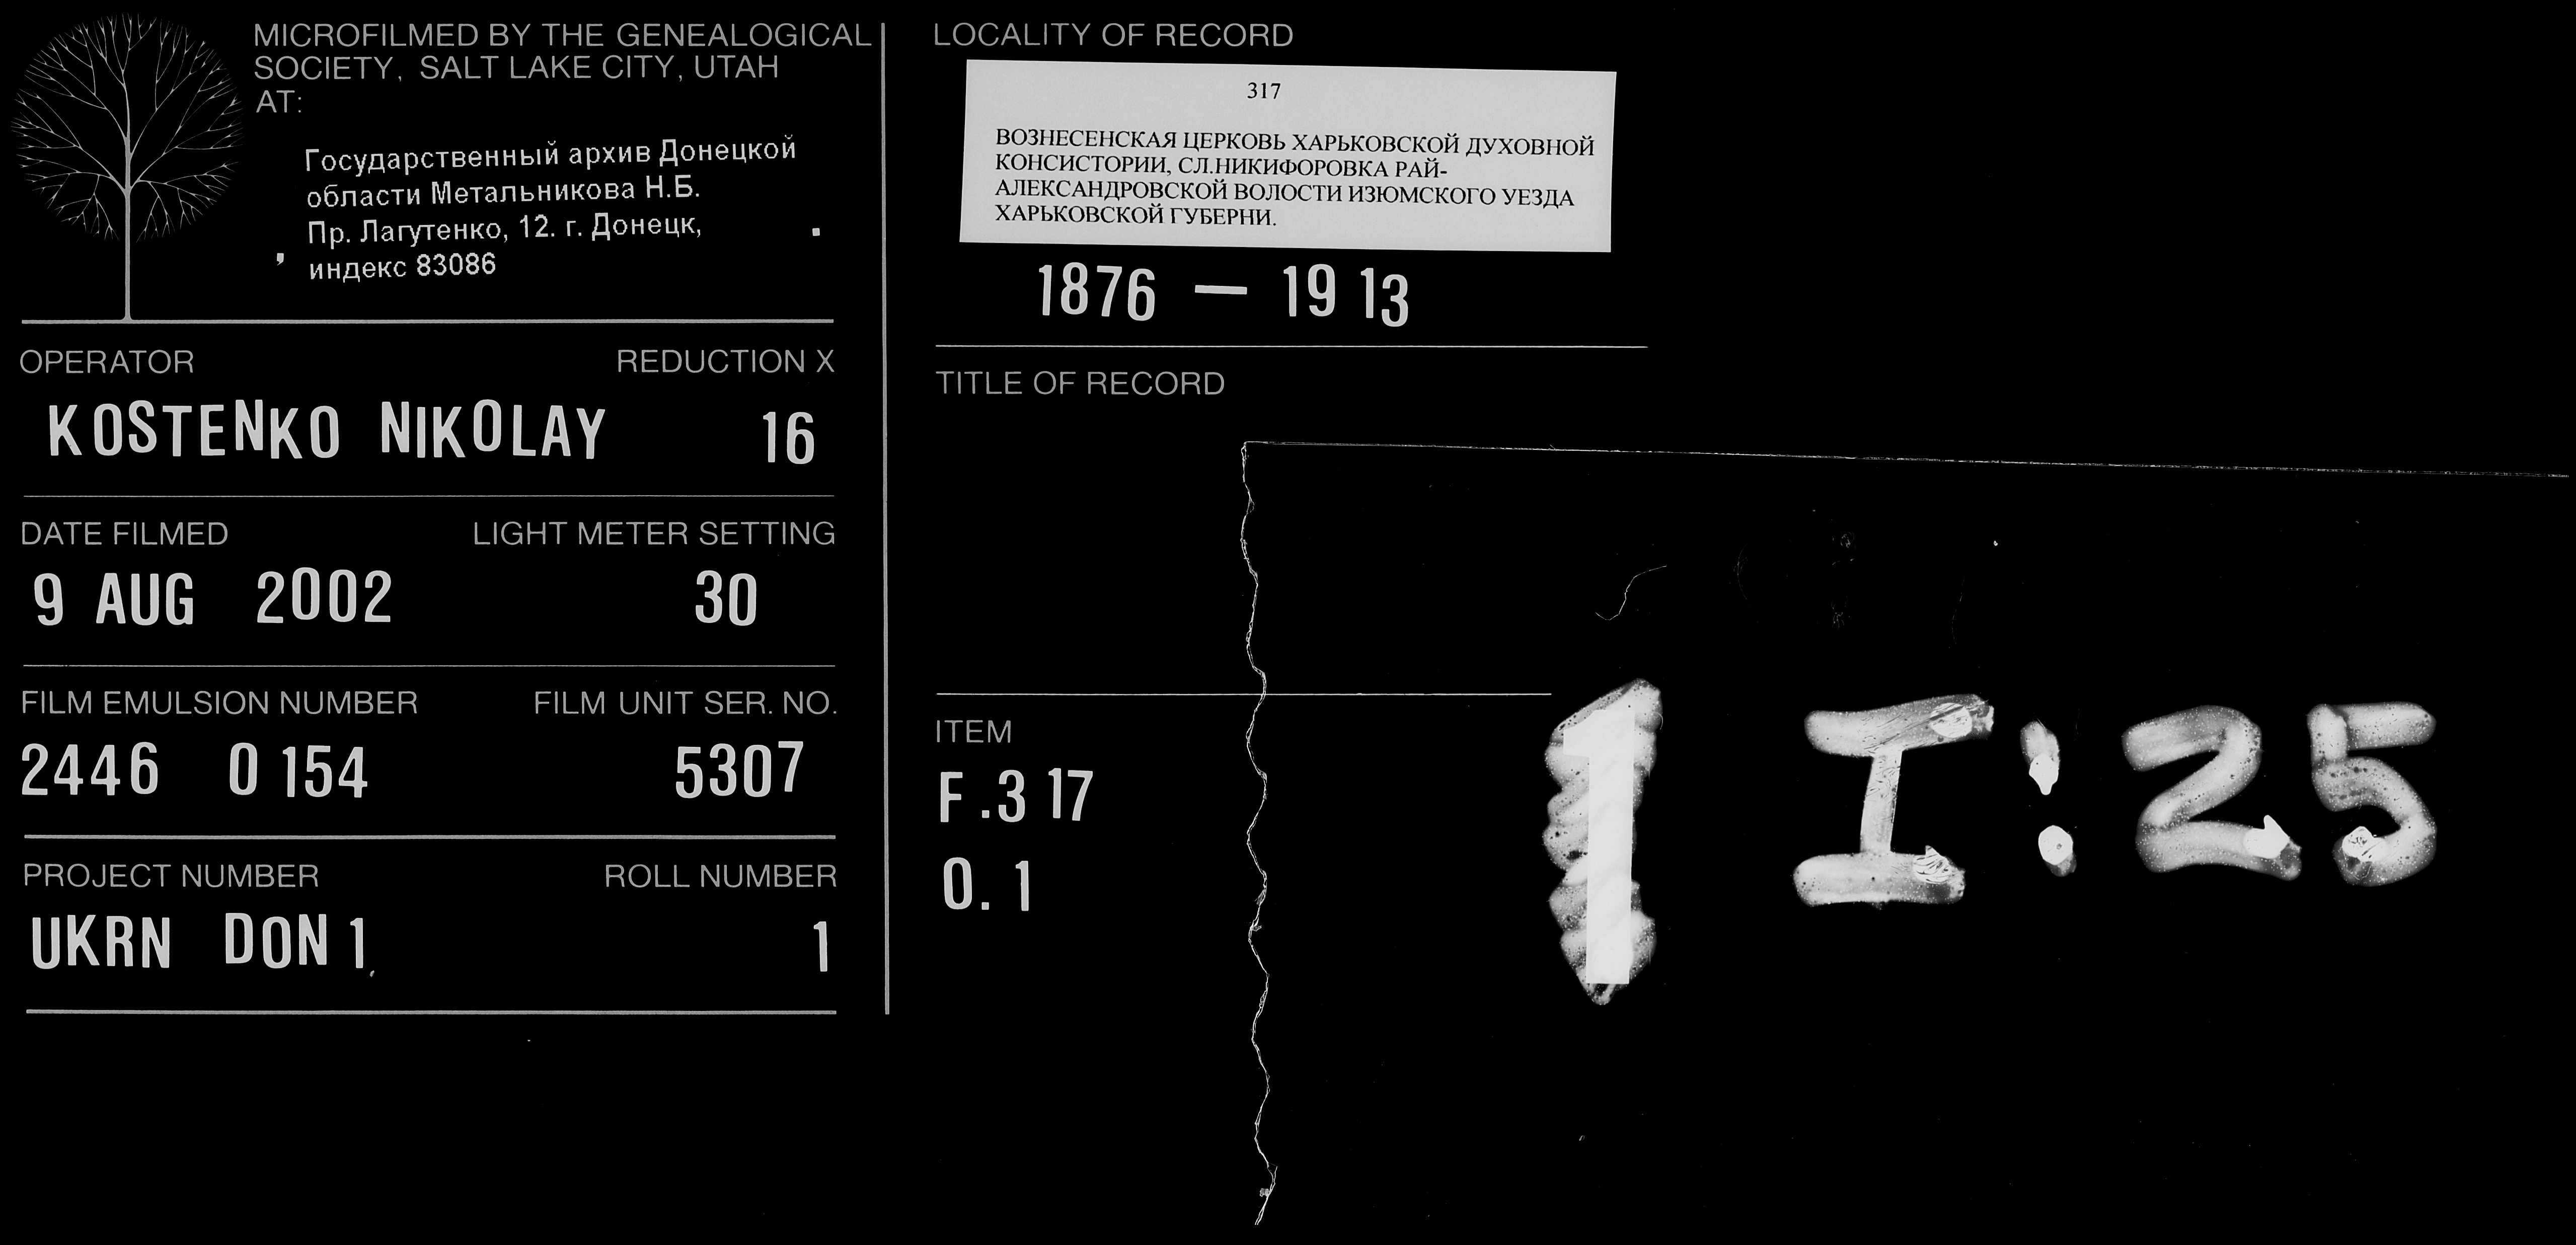 MICROFILMED BY THE GENEALOGICAL
SOCIETY, SALT LAKE CITY, UTAH
AT:
Государственный архив Донецкой
области Метальникова Н.Б.
Пр. Лагутенко, 12. г. Донецк,
индекс 83086
OPERATOR REDUCTION X
KOSTENKO NIKOLAY 16
DATE FILMED LIGHT METER SETTING
9 AUG 2002 30
FILM EMULSION NUMBER FILM UNIT SER. NO.
2446 0154 5307
PROJECT NUMBER ROLL NUMBER
UKRN DON 1 1
LOCALITY OF RECORD
317
ВОЗНЕСЕНСКАЯ ЦЕРКОВЬ ХАРЬКОВСКОЙ ДУХОВНОЙ
КОНСИСТОРИИ, СЛ.НИКИФОРОВКА РАЙ-
АЛЕКСАНДРОВСКОЙ ВОЛОСТИ ИЗЮМСКОГО УЕЗДА
ХАРЬКОВСКОЙ ГУБЕРНИ.
1876 — 1913
TITLE OF RECORD
ITEM
F.317
O. 1
1 I:25